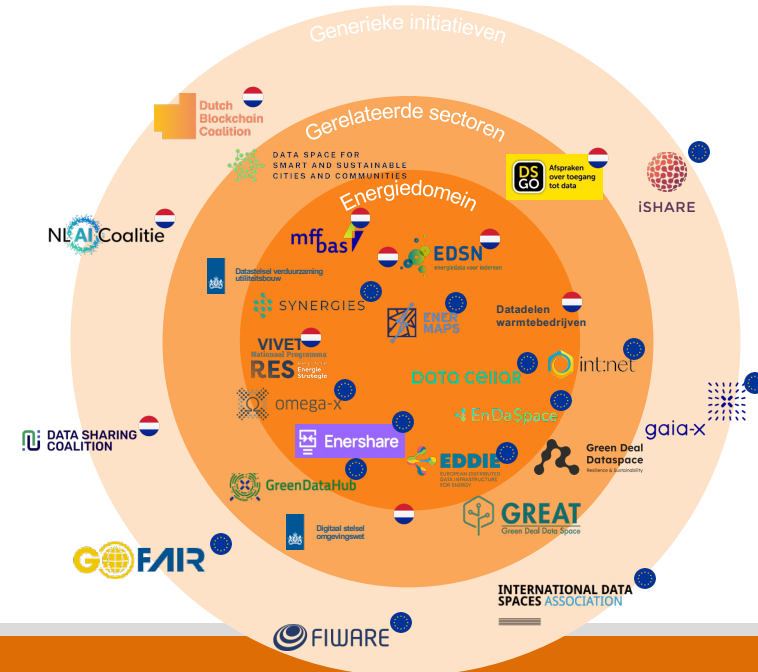 Generieke initiatieven
Dutch
Blockchain
Coalition
Gerelateerde sectoren
DATA SPACE FOR
SMART AND SUSTAINABLE
CITIES AND COMMUNITIES
DS
GO
Afspraken
over toegang
tot data
iSHARE
Energiedomein
NL AI Coalitie
mff
bas
EDSN
energiedata voor iedereen
Datastelsel verduurzaming
utiliteitsbouw
SYNERGIES
ENER
MAPS
Datadelen
warmtebedrijven
VIVET
Nationaal Programma
RES
Regionale
Energie
Strategie
int:net
DATA CELLAR
omega-x
EnDaSpace
gaia-x
DATA SHARING
COALITION
Enershare
EDDIE
EUROPEAN DISTRIBUTED
DATA INFRASTRUCTURE
FOR ENERGY
Green Deal
Dataspace
Resilience & Sustainability
GreenDataHub
GREAT
Green Deal Data Space
Digitaal stelsel
omgevingswet
GO FAIR
INTERNATIONAL DATA
SPACES ASSOCIATION
FIWARE